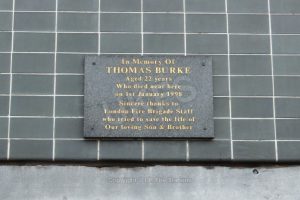 In Memory Of
THOMAS BURKE
Aged 22 years
Who died near here
on 1st January 1998
Sincere thanks to
London Fire Brigade Staff
who tried to save the life of
Our loving Son & Brother